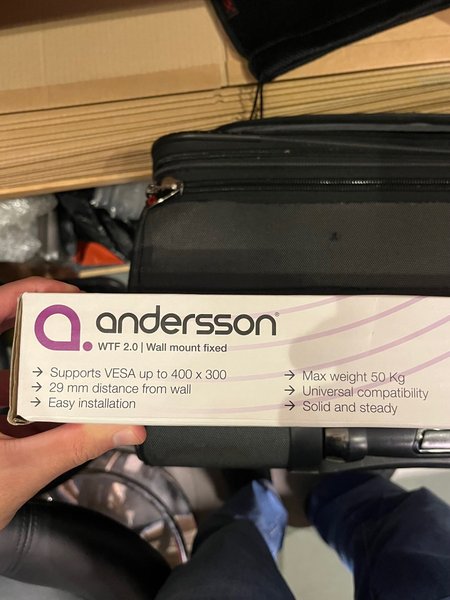 a. andersson®
WTF 2.0 | Wall mount fixed
→ Supports VESA up to 400 x 300
→ 29 mm distance from wall
→ Easy installation
→ Max weight 50 Kg
→ Universal compatibility
→ Solid and steady